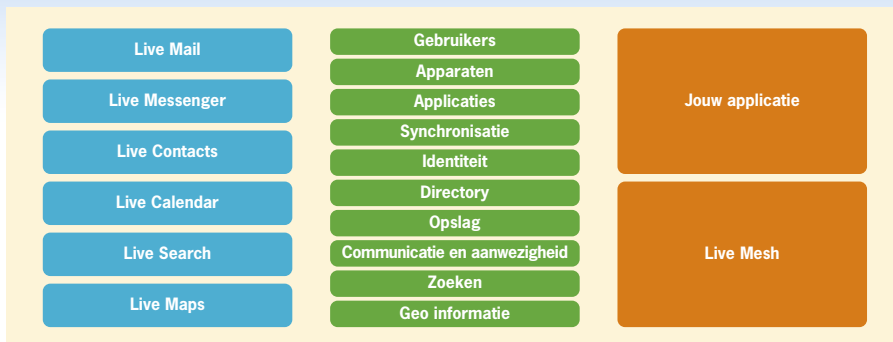 Live Mail
Live Messenger
Live Contacts
Live Calendar
Live Search
Live Maps
Gebruikers
Apparaten
Applicaties
Synchronisatie
Identiteit
Directory
Opslag
Communicatie en aanwezigheid
Zoeken
Geo informatie
Jouw applicatie
Live Mesh